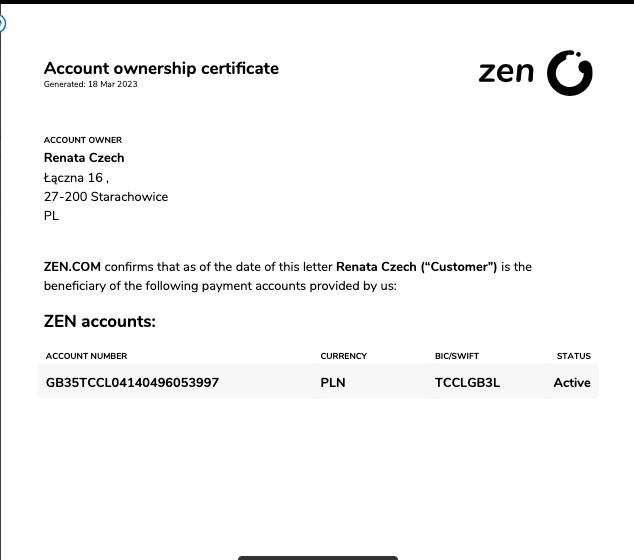 Account ownership certificate
Generated: 18 Mar 2023
zen
ACCOUNT OWNER
Renata Czech
Łączna 16 ,
27-200 Starachowice
PL
ZEN.COM confirms that as of the date of this letter Renata Czech (“Customer”) is the
beneficiary of the following payment accounts provided by us:
ZEN accounts:
ACCOUNT NUMBER CURRENCY BIC/SWIFT STATUS
GB35TCCL04140496053997 PLN TCCLGB3L Active